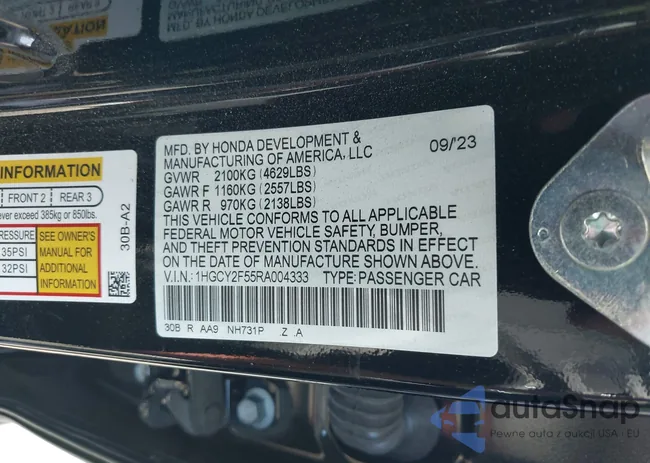 MFD. BY HONDA DEVELOPMENT &
MANUFACTURING OF AMERICA, LLC
09/'23
GVWR 2100KG (4629LBS)
GAWR F 1160KG (2557LBS)
GAWR R 970KG (2138LBS)
THIS VEHICLE CONFORMS TO ALL APPLICABLE
FEDERAL MOTOR VEHICLE SAFETY, BUMPER,
AND THEFT PREVENTION STANDARDS IN EFFECT
ON THE DATE OF MANUFACTURE SHOWN ABOVE.
V.I.N.: 1HGCY2F55RA004333 TYPE: PASSENGER CAR
30B R AA9 NH731P .Z .A
INFORMATION
FRONT 2 REAR 3
ever exceed 385kg or 850lbs.
SEE OWNER'S
MANUAL FOR
ADDITIONAL
INFORMATION
35PSI
32PSI
30B-A2
autoSnap
Pewne auta z aukcji USA i EU